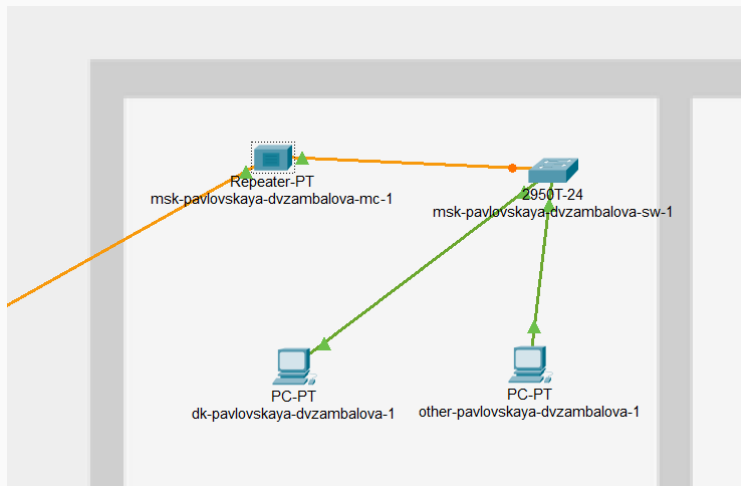 Repeater-PT
msk-pavlovskaya-dvzambalova-mc-1
2950T-24
msk-pavlovskaya-dvzambalova-sw-1
PC-PT
dk-pavlovskaya-dvzambalova-1
PC-PT
other-pavlovskaya-dvzambalova-1